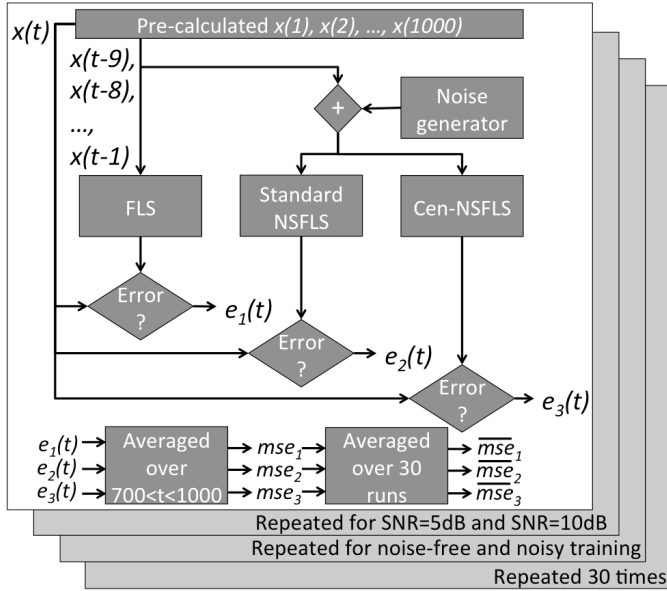 Pre-calculated x(1), x(2), ..., x(1000)
x(t)
x(t-9),
x(t-8),
...,
x(t-1)
+
Noise
generator
FLS
Standard
NSFLS
Cen-NSFLS
Error
?
e1(t)
Error
?
e2(t)
Error
?
e3(t)
e1(t)
e2(t)
e3(t)
Averaged
over
700<t<1000
mse1
mse2
mse3
Averaged
over 30
runs
mse1
mse2
mse3
Repeated for SNR=5dB and SNR=10dB
Repeated for noise-free and noisy training
Repeated 30 times